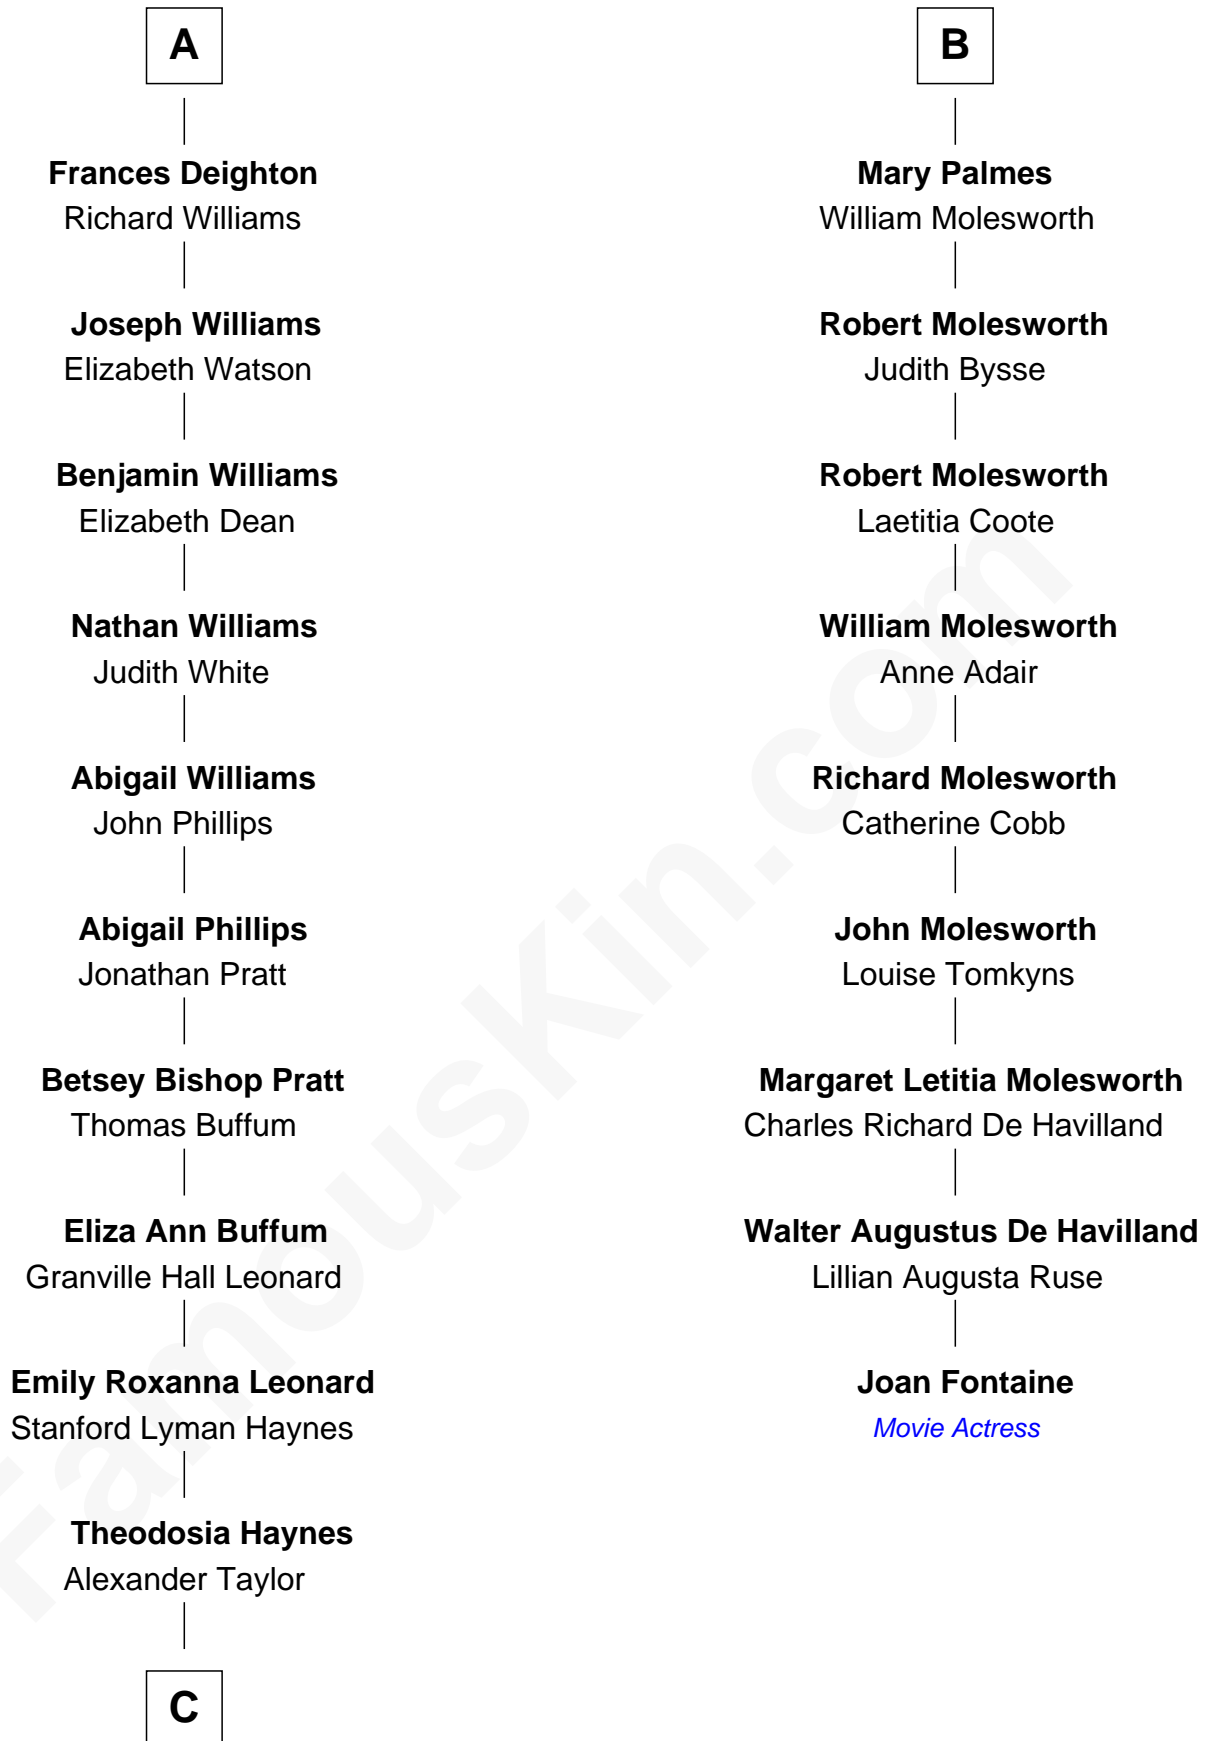 A
Frances Deighton
Richard Williams
Joseph Williams
Elizabeth Watson
Benjamin Williams
Elizabeth Dean
Nathan Williams
Judith White
Abigail Williams
John Phillips
Abigail Phillips
Jonathan Pratt
Betsey Bishop Pratt
Thomas Buffum
Eliza Ann Buffum
Granville Hall Leonard
Emily Roxanna Leonard
Stanford Lyman Haynes
Theodosia Haynes
Alexander Taylor
C
B
Mary Palmes
William Molesworth
Robert Molesworth
Judith Bysse
Robert Molesworth
Laetitia Coote
William Molesworth
Anne Adair
Richard Molesworth
Catherine Cobb
John Molesworth
Louise Tomkyns
Margaret Letitia Molesworth
Charles Richard De Havilland
Walter Augustus De Havilland
Lillian Augusta Ruse
Joan Fontaine
Movie Actress
FamousKin.com